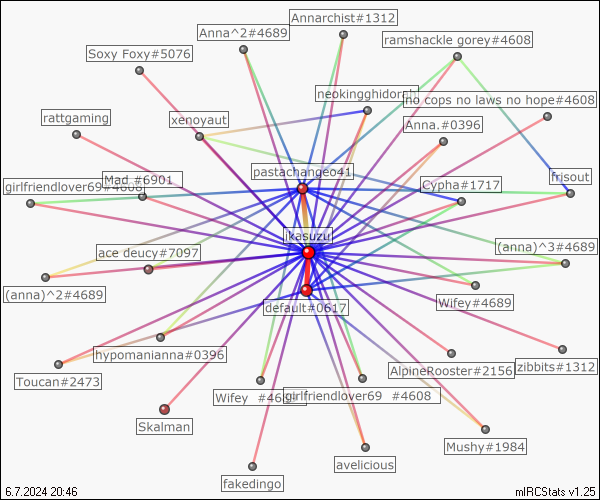 Annarchist#1312
Anna^2#4689
ramshackle gorey#4608
Soxy Foxy#5076
neokingghidorah
no cops no laws no hope#4608
rattgaming
xenoyaut
Anna.#0396
pastachangeo41
frisout
Mad_#6901
Cypha#1717
girlfriendlover69#4608
ikasuzu
ace deucy#7097
(anna)^3#4689
(anna)^2#4689
Wifey#4689
default#0617
hypomanianna#0396
zibbits#1312
AlpineRooster#2156
Toucan#2473
Wifey_#4689
girlfriendlover69_#4608
Skalman
Mushy#1984
avelicious
fakedingo
6.7.2024 20:46
mIRCStats v1.25